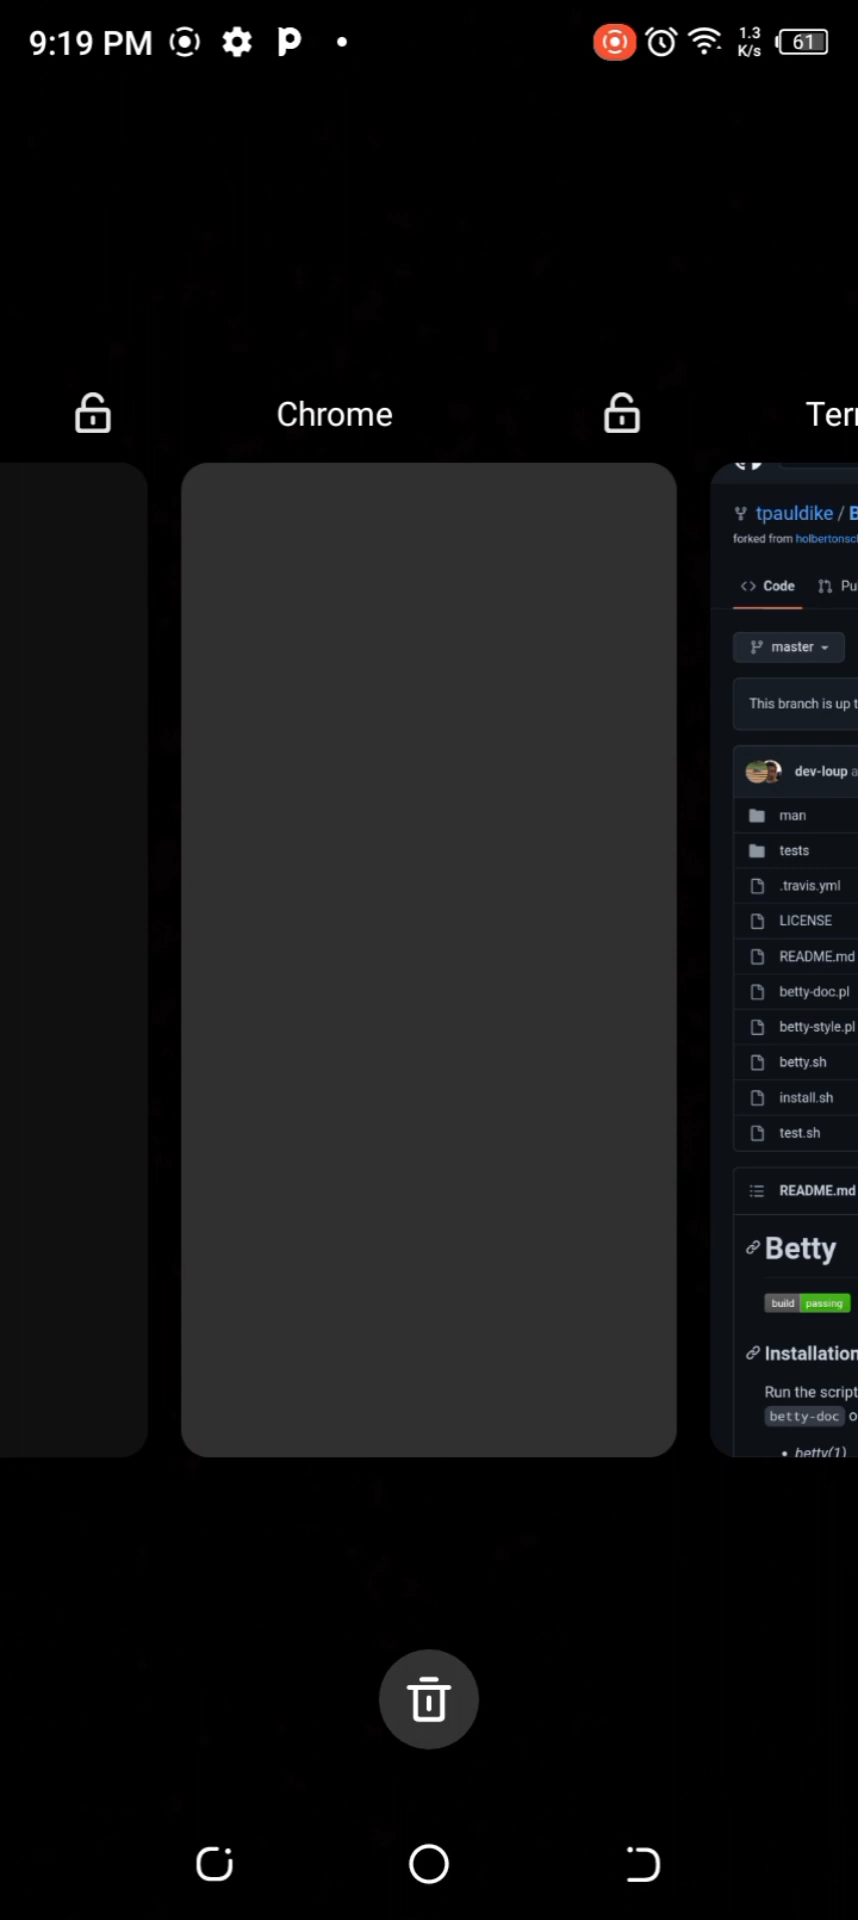 9:19 PM
1.3
K/s
61
Chrome
tpauldike /
forked from
<> Code
master
This branch is up
dev-loup
man
tests
.travis.yml
LICENSE
README.md
betty-doc.pl
betty-style.pl
betty.sh
install.sh
test.sh
README.md
Betty
build passing
Installation
Run the script
betty-doc
• betty(1)